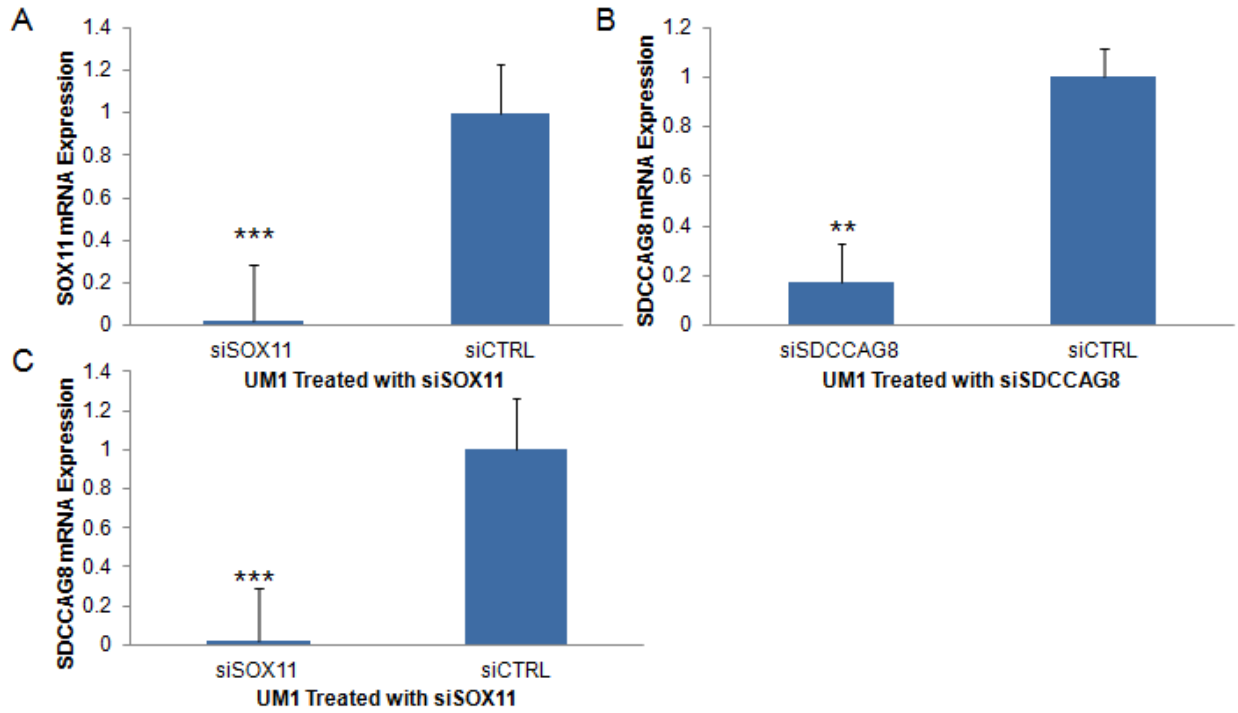 A
SOX11 mRNA Expression
1.4
1.2
1
0.8
0.6
0.4
0.2
0
***
siSOX11 siCTRL
UM1 Treated with siSOX11
B
SDCCAG8 mRNA Expression
1.2
1
0.8
0.6
0.4
0.2
0
**
siSDCCAG8 siCTRL
UM1 Treated with siSDCCAG8
C
SDCCAG8 mRNA Expression
1.4
1.2
1
0.8
0.6
0.4
0.2
0
***
siSOX11 siCTRL
UM1 Treated with siSOX11